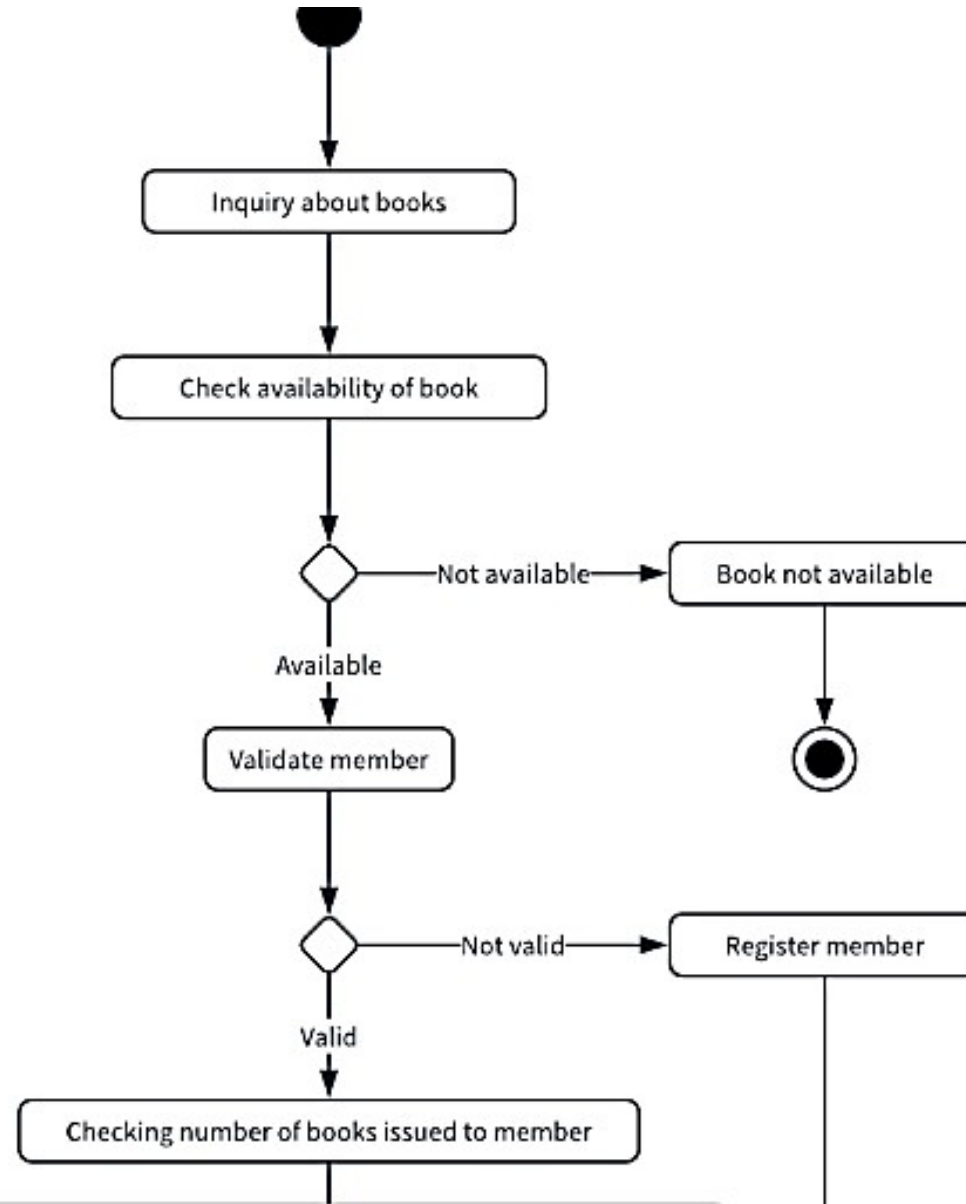 Inquiry about books
Check availability of book
Not available
Book not available
Available
Validate member
Not valid
Register member
Valid
Checking number of books issued to member